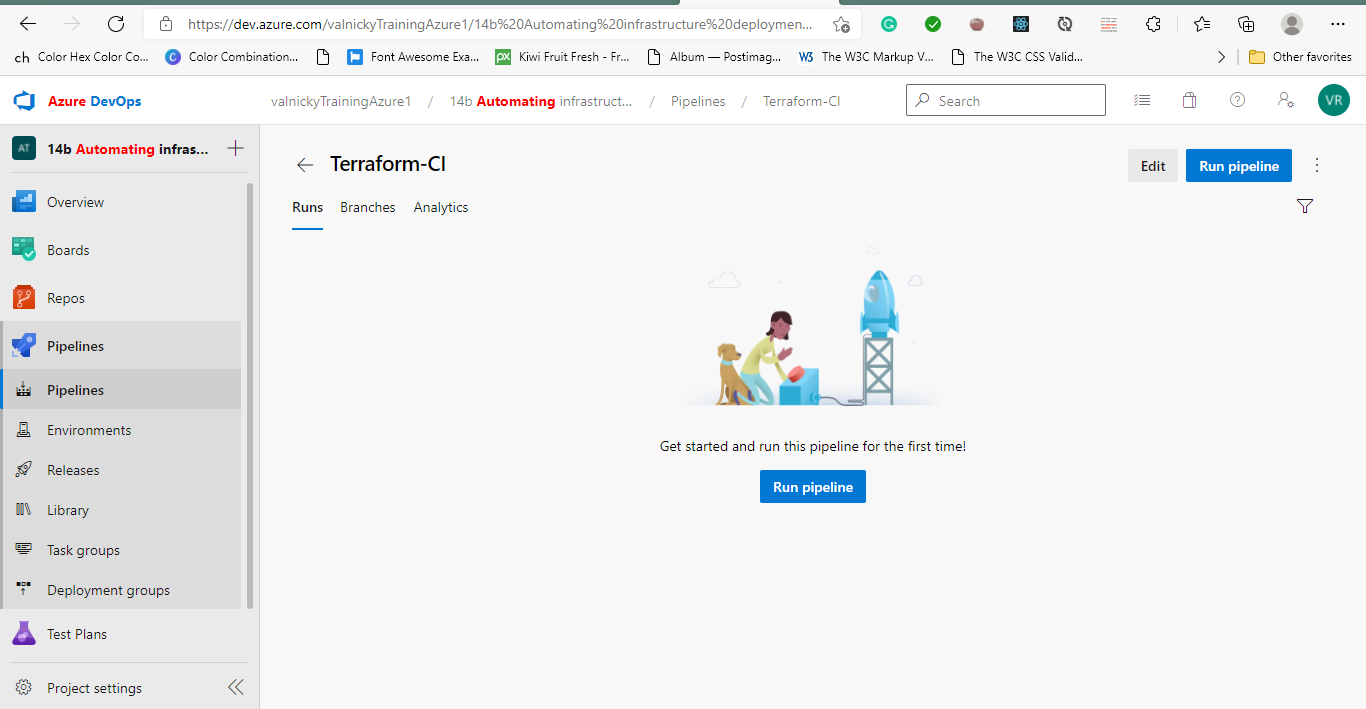 https://dev.azure.com/valnickyTrainingAzure1/14b%20Automating%20infrastructure%20deploymen...
ch Color Hex Color Co... C Color Combination... Font Awesome Exa... px Kiwi Fruit Fresh - Fr... Album — Postimag... W3 The W3C Markup V... The W3C CSS Valid... Other favorites
Azure DevOps valnickyTrainingAzure1 / 14b Automating infrastruct... / Pipelines / Terraform-CI Search VR
AT 14b Automating infras...
Terraform-CI Edit Run pipeline
Overview
Runs Branches Analytics
Boards
Repos
Pipelines
Pipelines
Environments
Releases
Library
Task groups
Deployment groups
Test Plans
Project settings
Get started and run this pipeline for the first time!
Run pipeline